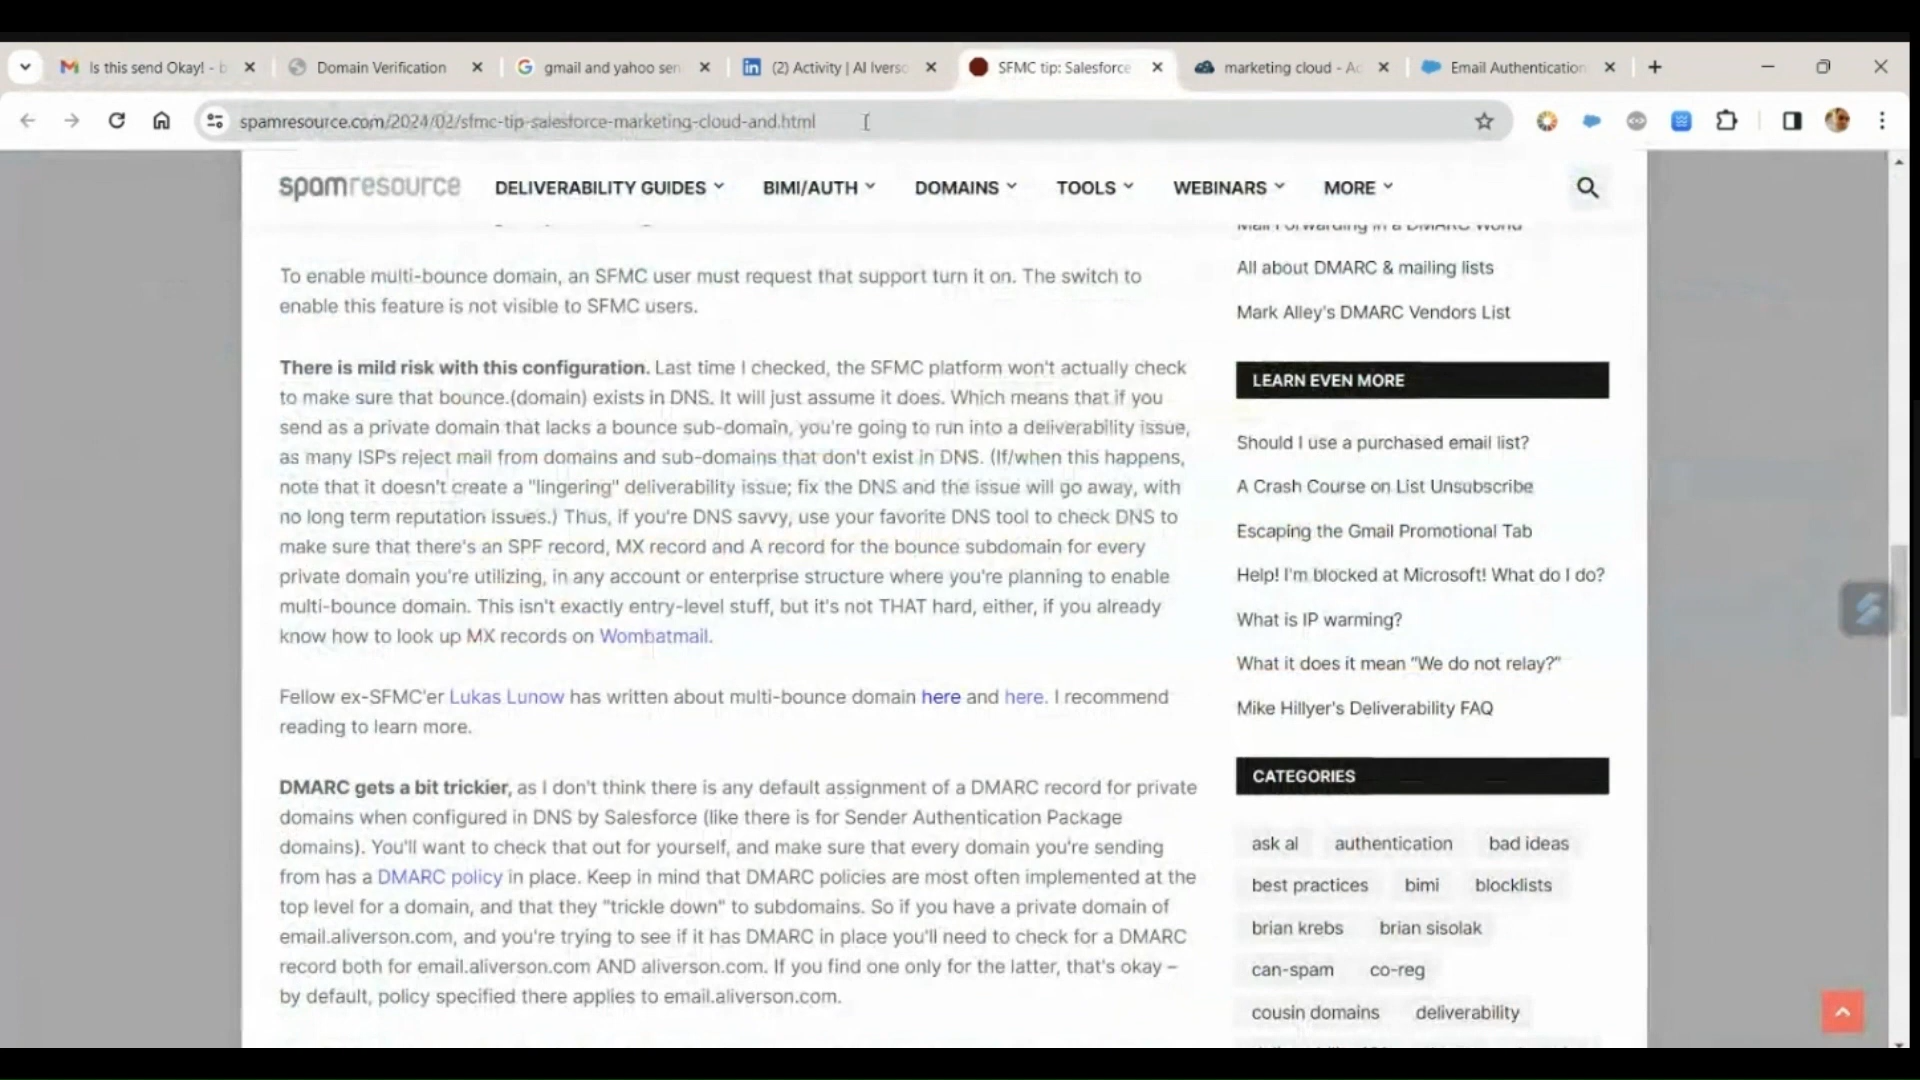 Is this send Okay! - b
Domain Verification
gmail and yahoo sen
(2) Activity | Al Iverso
SFMC tip: Salesforce
marketing cloud - Ac
Email Authentication
spamresource.com/2024/02/sfmc-tip-salesforce-marketing-cloud-and.html
spamresource
DELIVERABILITY GUIDES
BIMI/AUTH
DOMAINS
TOOLS
WEBINARS
MORE
To enable multi-bounce domain, an SFMC user must request that support turn it on. The switch to
enable this feature is not visible to SFMC users.
There is mild risk with this configuration. Last time I checked, the SFMC platform won't actually check
to make sure that bounce.(domain) exists in DNS. It will just assume it does. Which means that if you
send as a private domain that lacks a bounce sub-domain, you're going to run into a deliverability issue,
as many ISPs reject mail from domains and sub-domains that don't exist in DNS. (If/when this happens,
note that it doesn't create a "lingering" deliverability issue; fix the DNS and the issue will go away, with
no long term reputation issues.) Thus, if you're DNS savvy, use your favorite DNS tool to check DNS to
make sure that there's an SPF record, MX record and A record for the bounce subdomain for every
private domain you're utilizing, in any account or enterprise structure where you're planning to enable
multi-bounce domain. This isn't exactly entry-level stuff, but it's not THAT hard, either, if you already
know how to look up MX records on Wombatmail.
Fellow ex-SFMC'er Lukas Lunow has written about multi-bounce domain here and here. I recommend
reading to learn more.
DMARC gets a bit trickier, as I don't think there is any default assignment of a DMARC record for private
domains when configured in DNS by Salesforce (like there is for Sender Authentication Package
domains). You'll want to check that out for yourself, and make sure that every domain you're sending
from has a DMARC policy in place. Keep in mind that DMARC policies are most often implemented at the
top level for a domain, and that they "trickle down" to subdomains. So if you have a private domain of
email.aliverson.com, and you're trying to see if it has DMARC in place you'll need to check for a DMARC
record both for email.aliverson.com AND aliverson.com. If you find one only for the latter, that's okay –
by default, policy specified there applies to email.aliverson.com.
Mail Forwarding in a DMARC World
All about DMARC & mailing lists
Mark Alley's DMARC Vendors List
LEARN EVEN MORE
Should I use a purchased email list?
A Crash Course on List Unsubscribe
Escaping the Gmail Promotional Tab
Help! I'm blocked at Microsoft! What do I do?
What is IP warming?
What it does it mean "We do not relay?"
Mike Hillyer's Deliverability FAQ
CATEGORIES
ask al authentication bad ideas
best practices bimi blocklists
brian krebs brian sisolak
can-spam co-reg
cousin domains deliverability